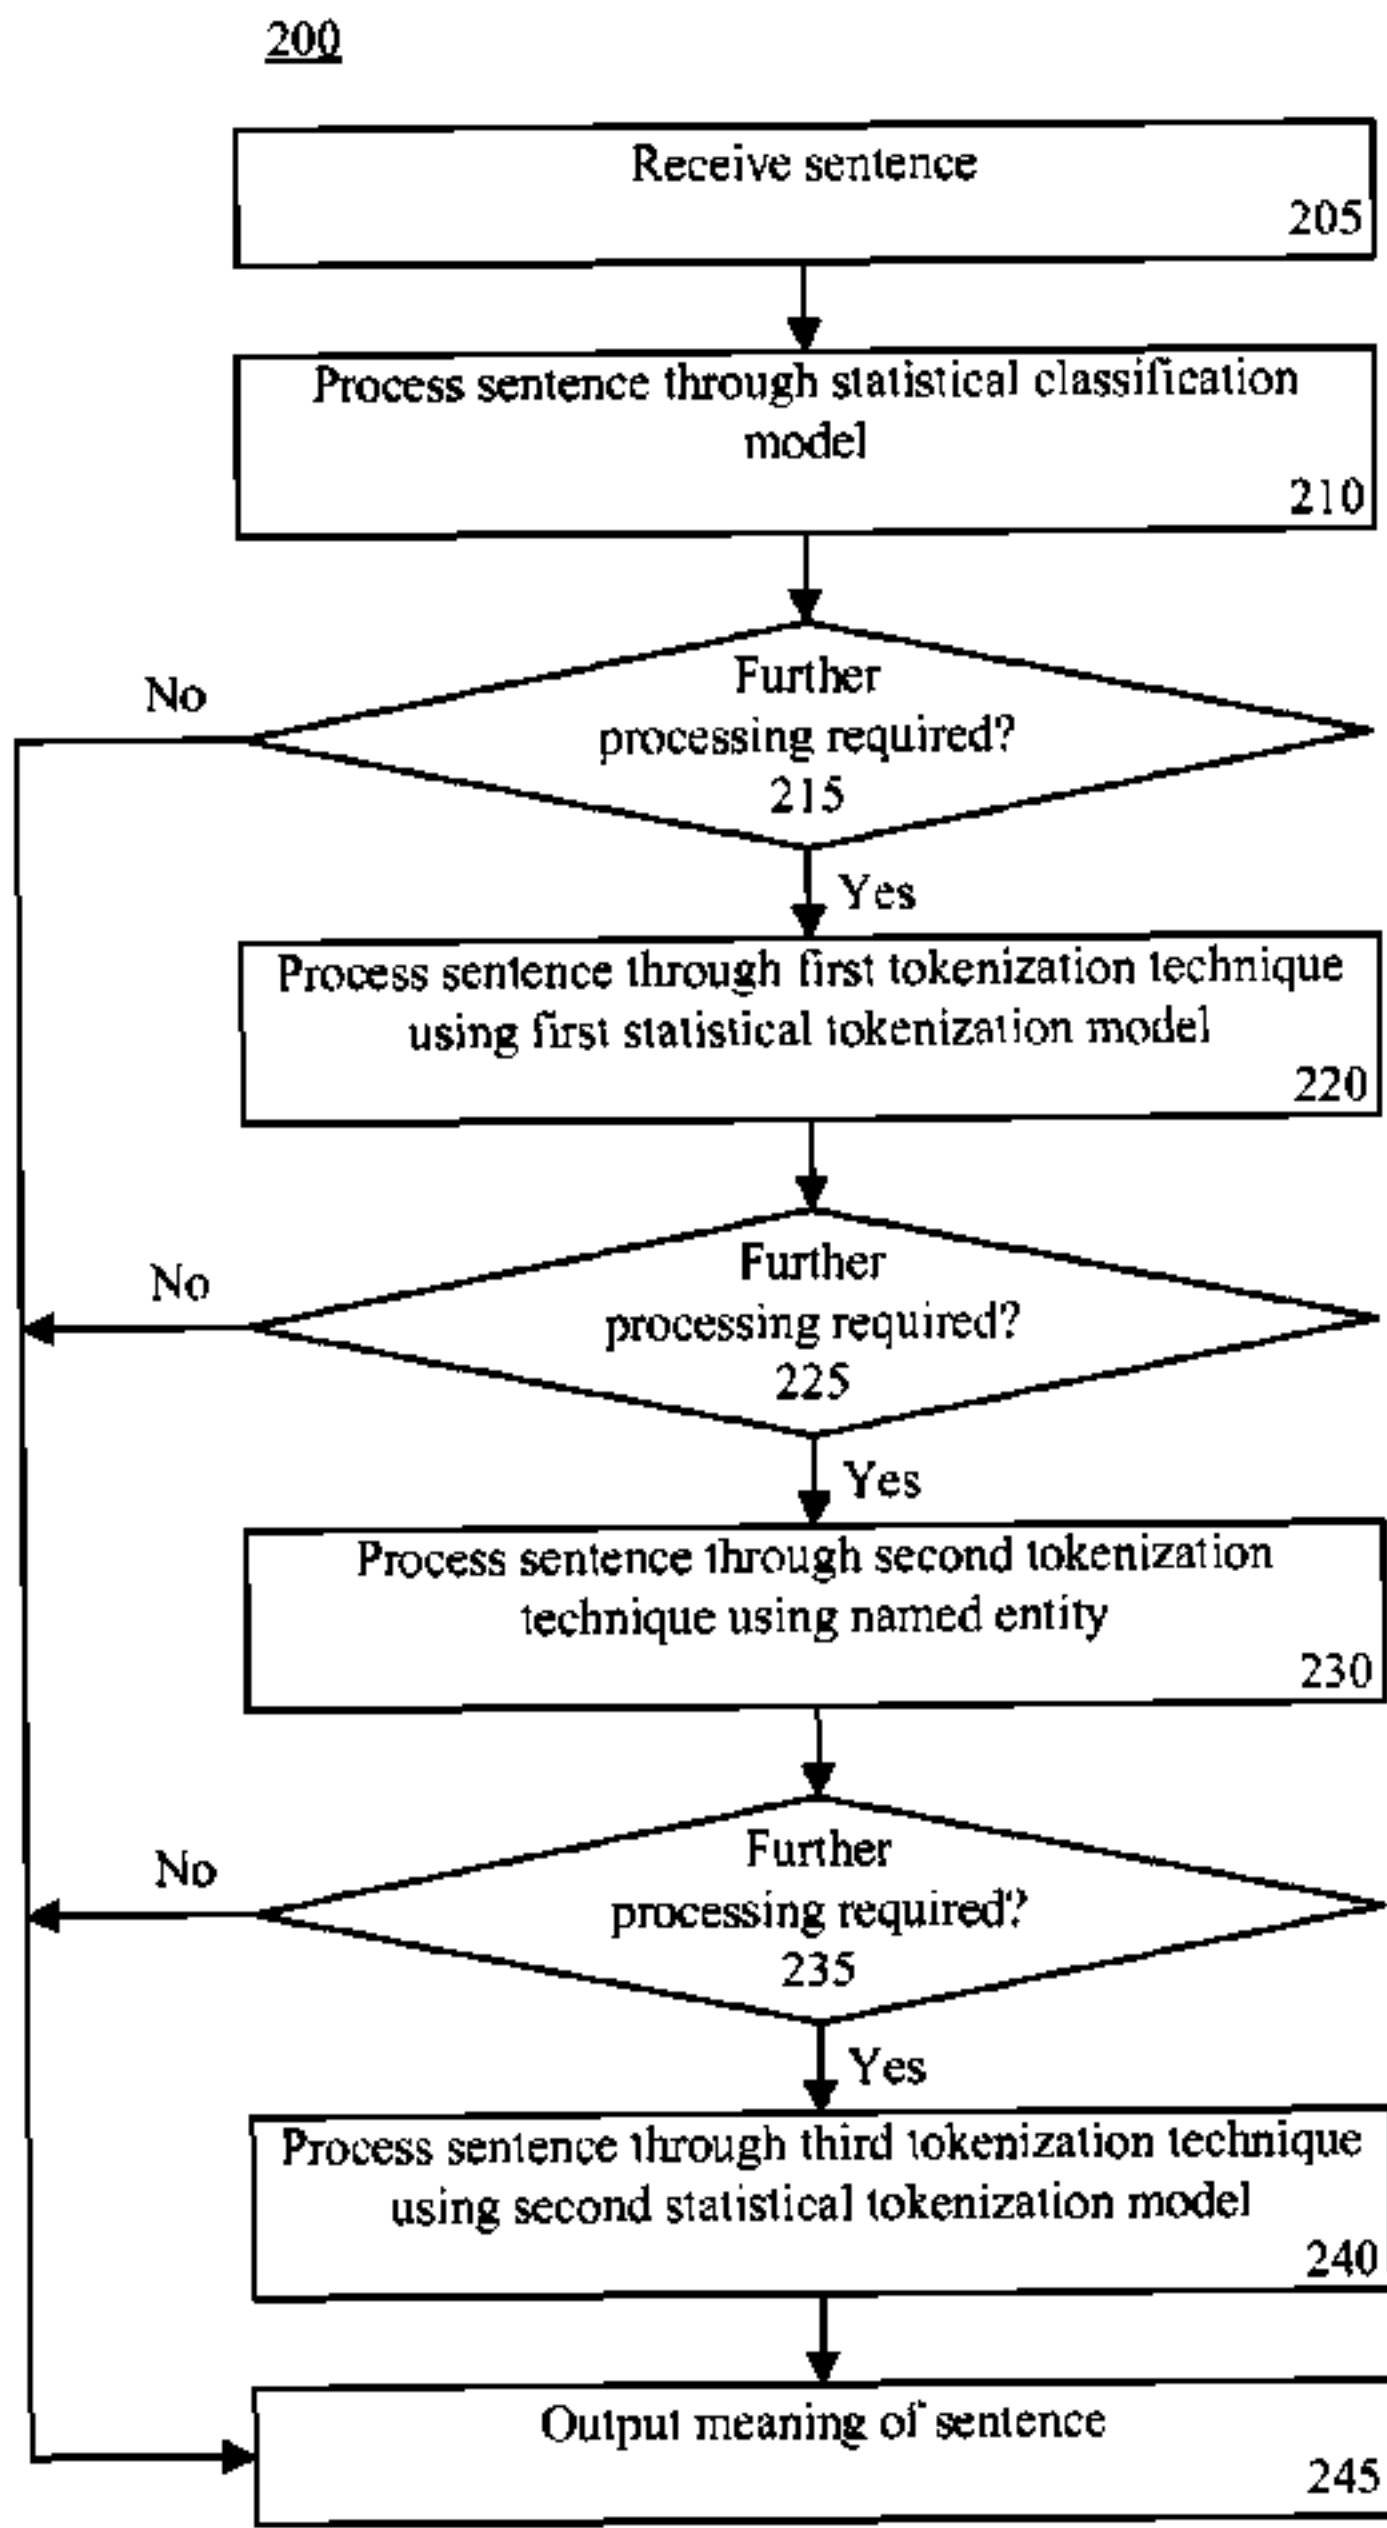 200
Receive sentence
205
Process sentence through statistical classification
model
210
Further
processing required?
215
No
Yes
Process sentence through first tokenization technique
using first statistical tokenization model
220
Further
processing required?
225
No
Yes
Process sentence through second tokenization
technique using named entity
230
Further
processing required?
235
No
Yes
Process sentence through third tokenization technique
using second statistical tokenization model
240
Output meaning of sentence
245